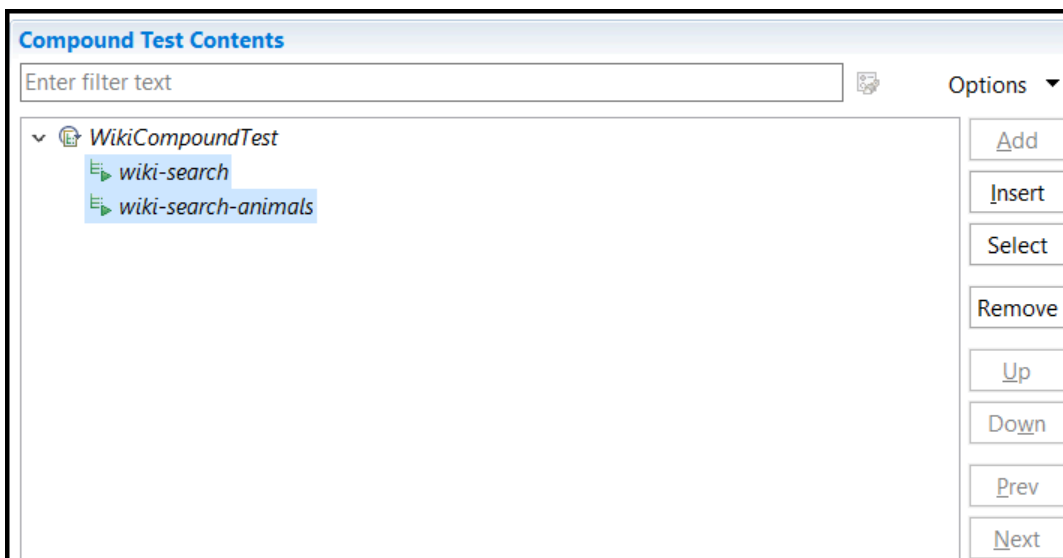 Compound Test Contents
Enter filter text
Options
WikiCompoundTest
wiki-search
wiki-search-animals
Add
Insert
Select
Remove
Up
Down
Prev
Next